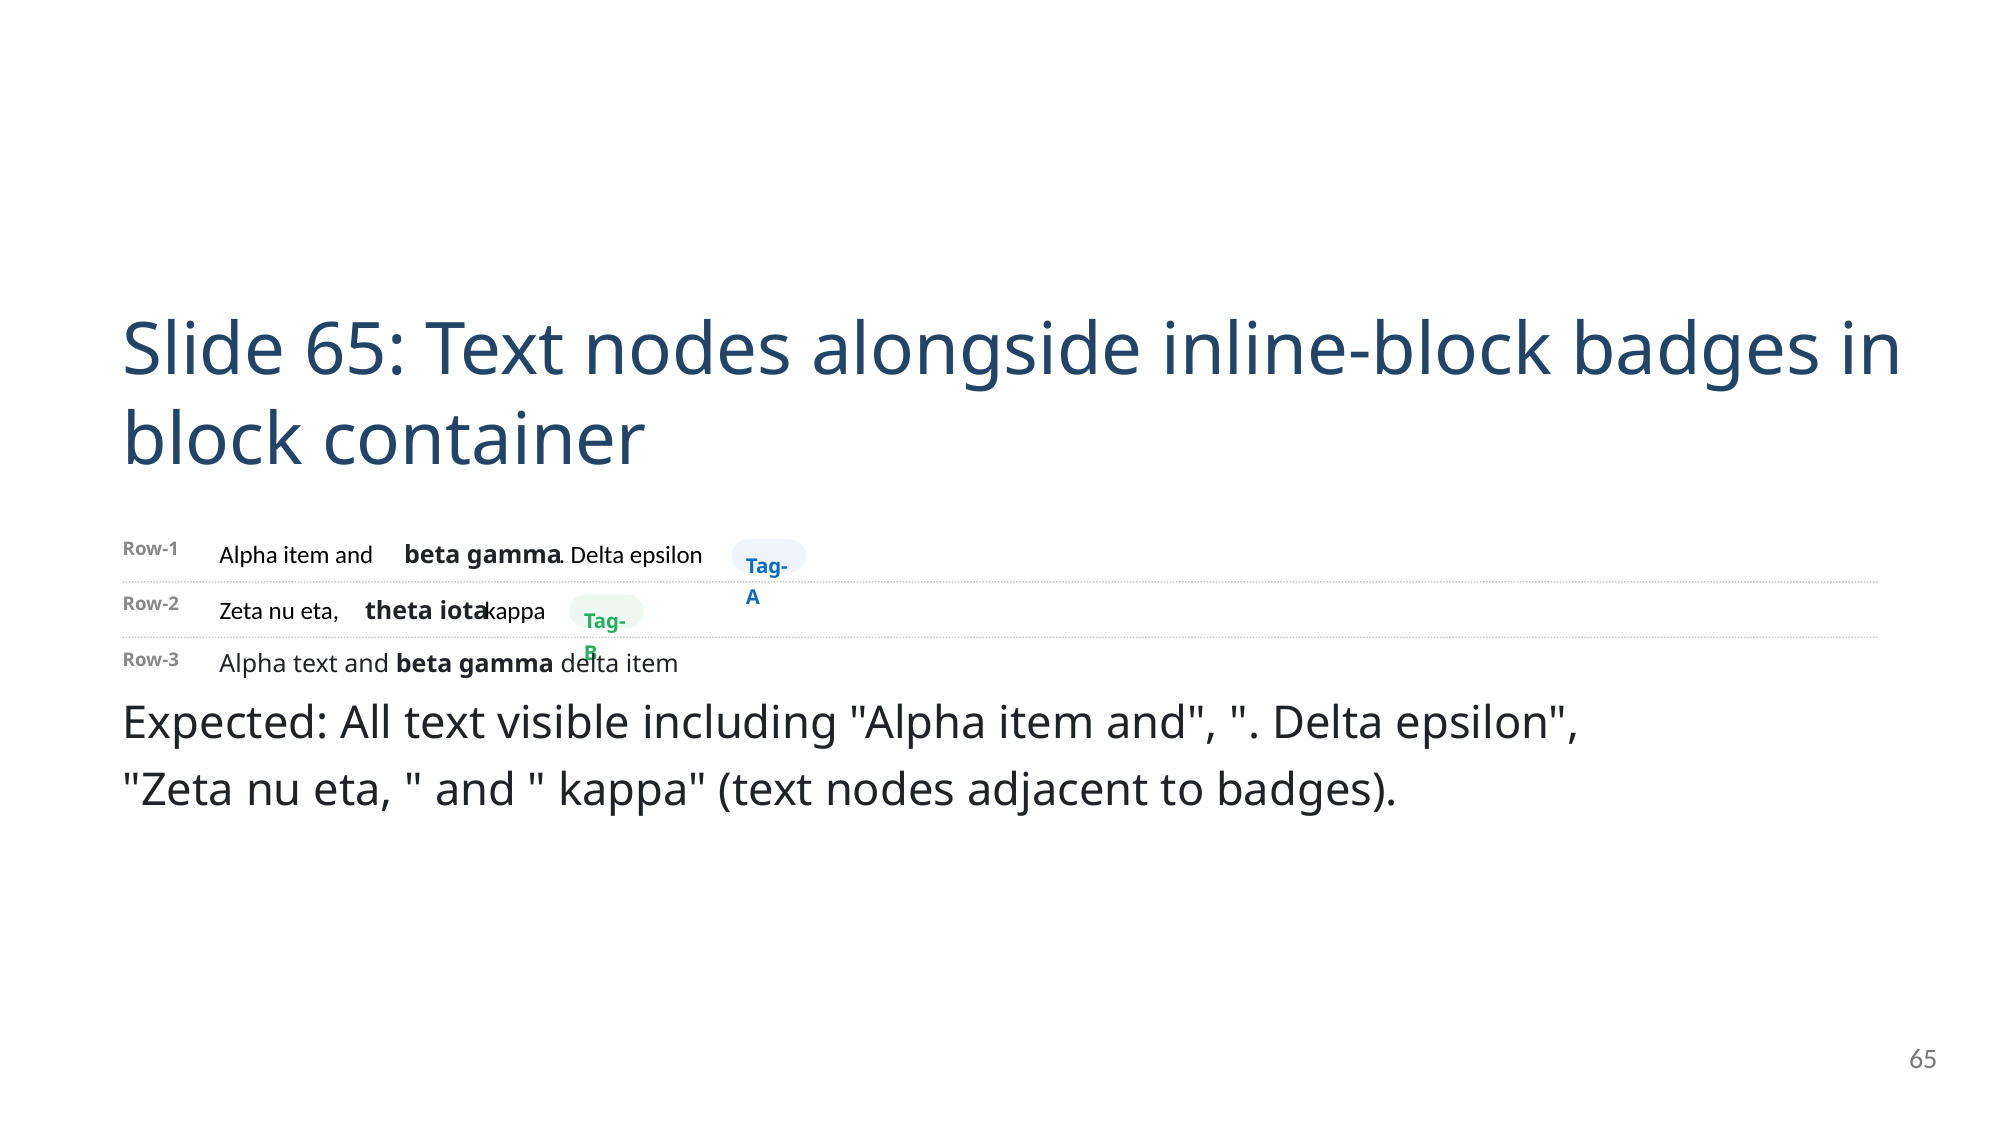 Slide 65: Text nodes alongside inline-block badges in
block container
Row-1 Alpha item and beta gamma. Delta epsilon Tag-
A
Row-2 Zeta nu eta, theta iota kappa Tag-
B
Row-3 Alpha text and beta gamma delta item
Expected: All text visible including "Alpha item and", ". Delta epsilon",
"Zeta nu eta, " and " kappa" (text nodes adjacent to badges).
65